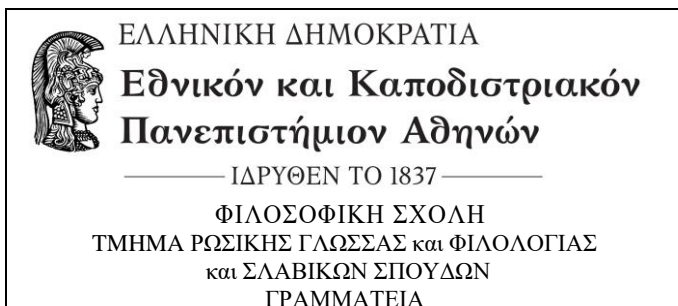 ΕΛΛΗΝΙΚΗ ΔΗΜΟΚΡΑΤΙΑ
Εθνικόν και Καποδιστριακόν
Πανεπιστήμιον Αθηνών
ΙΔΡΥΘΕΝ ΤΟ 1837
ΦΙΛΟΣΟΦΙΚΗ ΣΧΟΛΗ
ΤΜΗΜΑ ΡΩΣΙΚΗΣ ΓΛΩΣΣΑΣ και ΦΙΛΟΛΟΓΙΑΣ
και ΣΛΑΒΙΚΩΝ ΣΠΟΥΔΩΝ
ΓΡΑΜΜΑΤΕΙΑ